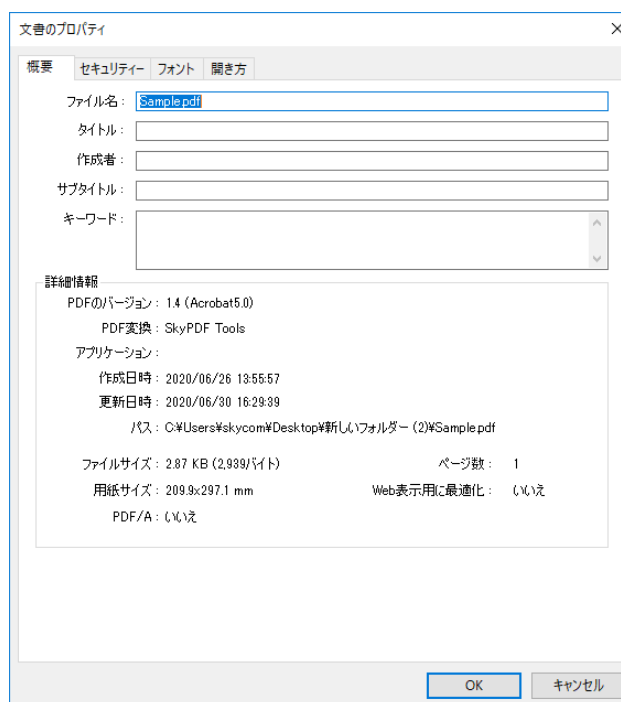 文書のプロパティ
概要 セキュリティー フォント 開き方
ファイル名： Sample.pdf
タイトル：
作成者：
サブタイトル：
キーワード：
詳細情報
PDFのバージョン： 1.4 (Acrobat5.0)
PDF変換： SkyPDF Tools
アプリケーション：
作成日時： 2020/06/26 13:55:57
更新日時： 2020/06/30 16:29:39
パス： C:¥Users¥skycom¥Desktop¥新しいフォルダー (2)¥Sample.pdf
ファイルサイズ： 2.87 KB (2,939バイト) ページ数： 1
用紙サイズ： 209.9x297.1 mm Web表示用に最適化： いいえ
PDF/A： いいえ
OK キャンセル